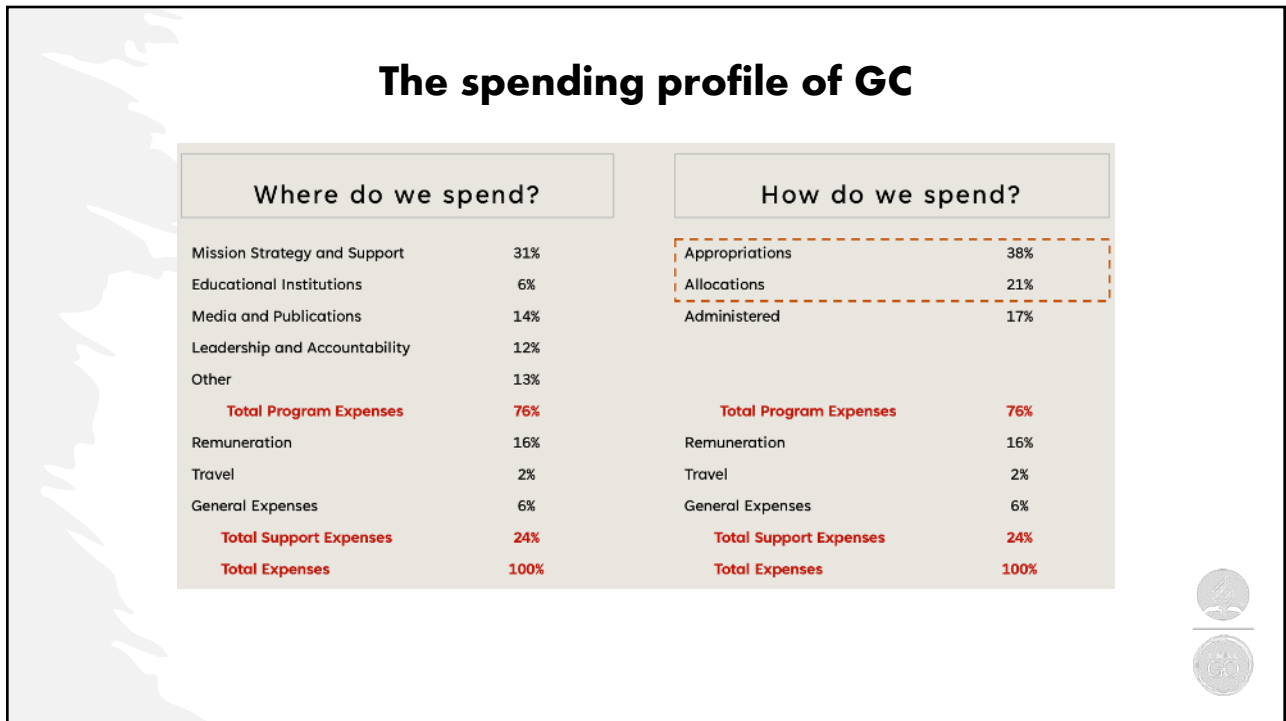 The spending profile of GC
Where do we spend?
Mission Strategy and Support 31%
Educational Institutions 6%
Media and Publications 14%
Leadership and Accountability 12%
Other 13%
Total Program Expenses 76%
Remuneration 16%
Travel 2%
General Expenses 6%
Total Support Expenses 24%
Total Expenses 100%
How do we spend?
Appropriations 38%
Allocations 21%
Administered 17%
Total Program Expenses 76%
Remuneration 16%
Travel 2%
General Expenses 6%
Total Support Expenses 24%
Total Expenses 100%